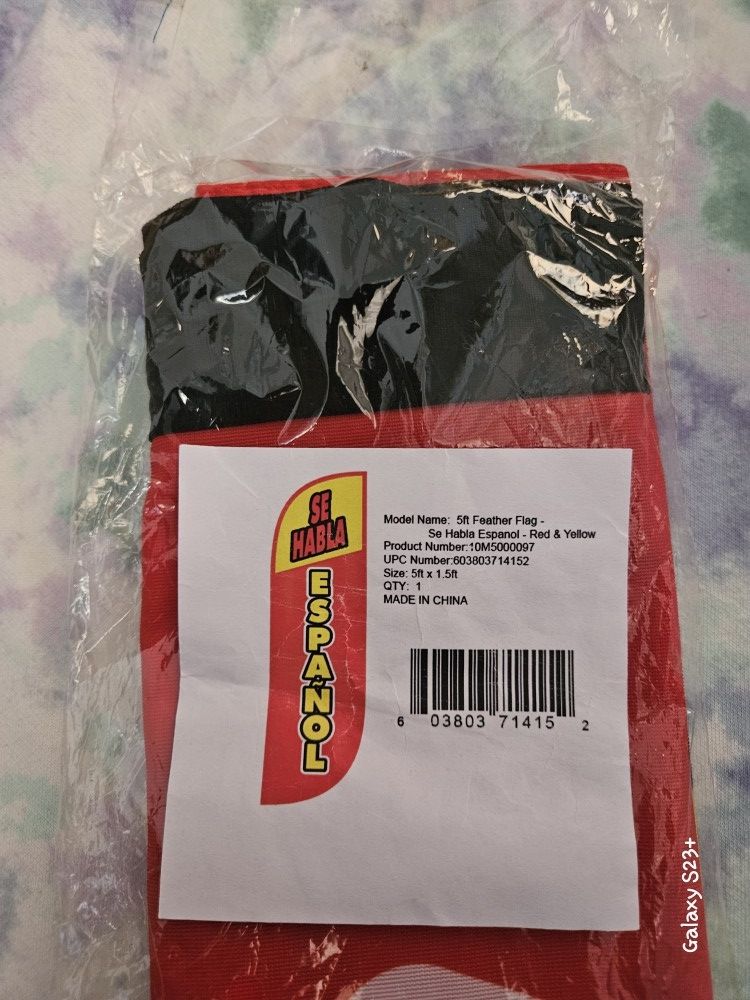 SE
HABLA
ESPAÑOL
Model Name: 5ft Feather Flag -
Se Habla Espanol - Red & Yellow
Product Number:10M5000097
UPC Number:603803714152
Size: 5ft x 1.5ft
QTY: 1
MADE IN CHINA
6 03803 71415 2
Galaxy S23+